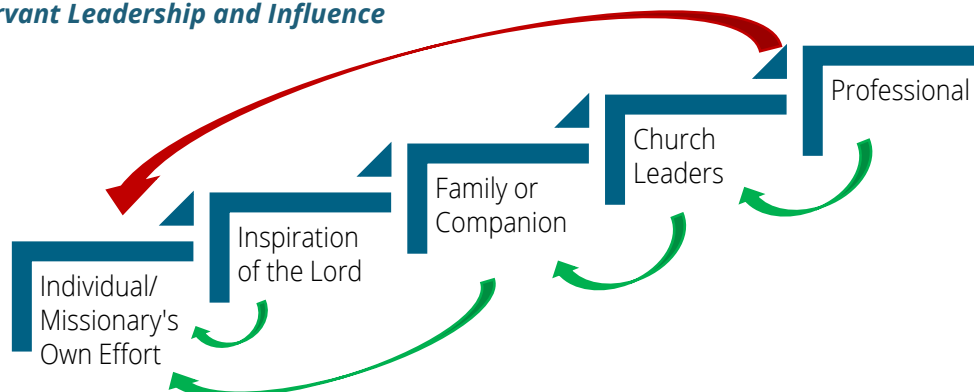 rvant Leadership and Influence
Professional
Church
Leaders
Family or
Companion
Inspiration
of the Lord
Individual/
Missionary's
Own Effort